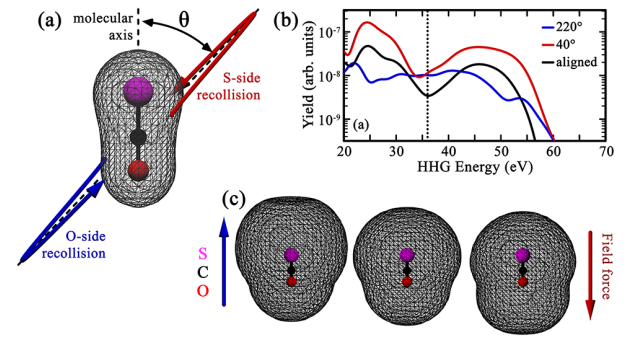 (a)
molecular
axis
θ
S-side
recollision
O-side
recollision
(b)
Yield (arb. units)
10⁻⁷
10⁻⁸
10⁻⁹
220°
40°
aligned
(a)
20 30 40 50 60 70
HHG Energy (eV)
(c)
S
C
O
Field force